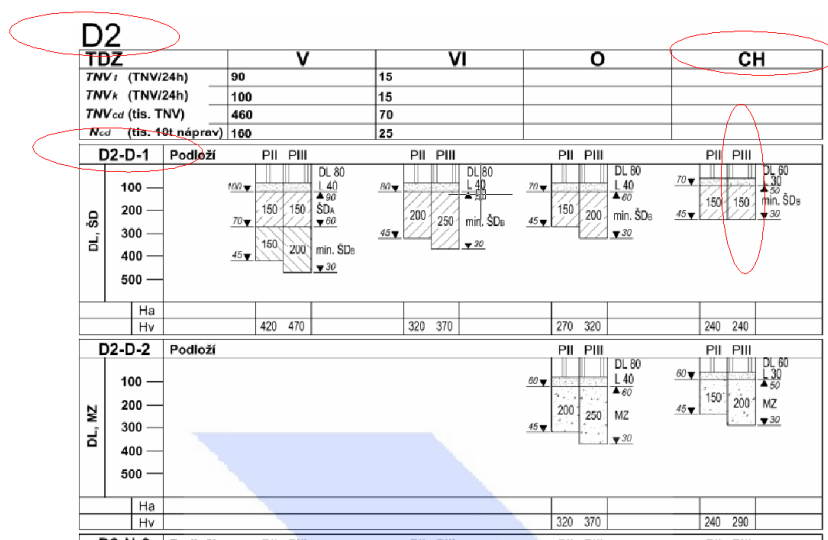 D2
TDZ V VI O CH
TNV1 (TNV/24h) 90 15
TNVk (TNV/24h) 100 15
TNVcd (tis. TNV) 460 70
Ncd (tis. 10t náprav) 160 25
D2-D-1 Podloží PII PIII PII PIII PII PIII PII PIII
DL, ŠD
100
200
300
400
500
100 DL 80
L 40
90
150 150 ŠDA
70 60
150 200 min. ŠDB
45 30
80 DL 80
L 40
200 250 min. ŠDB
45 30
70 DL 80
L 40
60
150 200 min. ŠDB
45 30
70 DL 60
L 30
50
150 150 min. ŠDB
45 30
Ha
Hv 420 470 320 370 270 320 240 240
D2-D-2 Podloží PII PIII PII PIII
DL, MZ
100
200
300
400
500
60 DL 80
L 40
60
200 250 MZ
45 30
60 DL 60
L 30
50
150 200 MZ
45 30
Ha
Hv 320 370 240 290